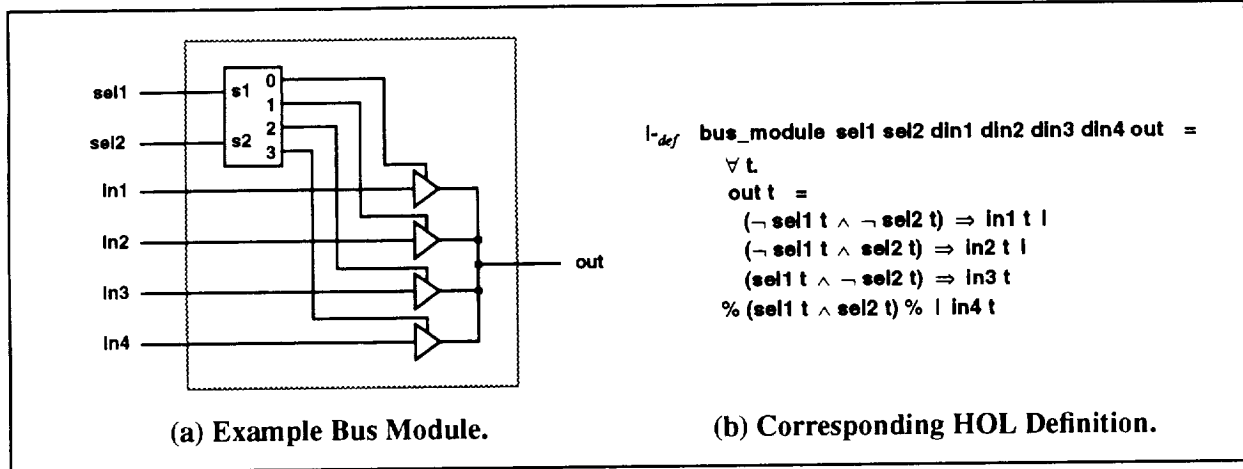 sel1
s1
0
1
2
3
sel2
s2
in1
in2
in3
in4
out
(a) Example Bus Module.
|-def bus_module sel1 sel2 din1 din2 din3 din4 out =
∀ t.
out t =
(¬ sel1 t ∧ ¬ sel2 t) ⇒ in1 t |
(¬ sel1 t ∧ sel2 t) ⇒ in2 t |
(sel1 t ∧ ¬ sel2 t) ⇒ in3 t
% (sel1 t ∧ sel2 t) % | in4 t
(b) Corresponding HOL Definition.